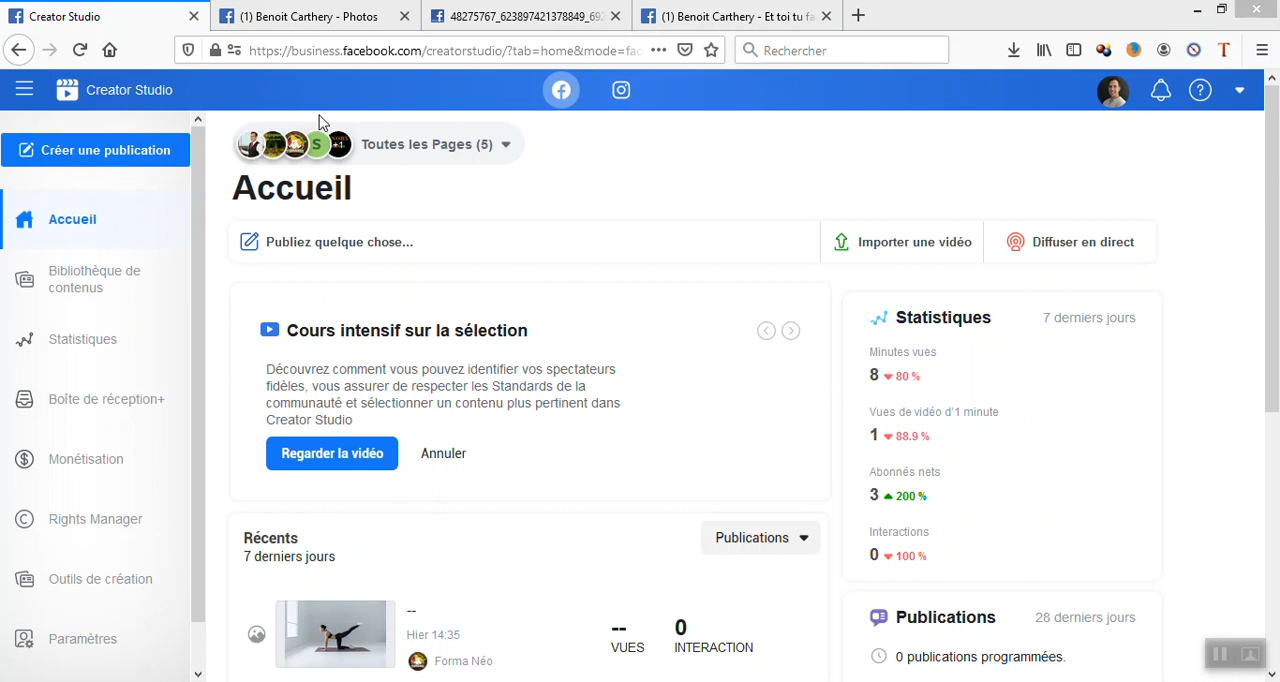 Creator Studio
(1) Benoit Carthery - Photos
48275767_623897421378849_692
(1) Benoit Carthery - Et toi tu fa
https://business.facebook.com/creatorstudio/?tab=home&mode=fac
Rechercher
Creator Studio
Créer une publication
S
+1
Toutes les Pages (5)
Accueil
Publiez quelque chose...
Importer une vidéo
Diffuser en direct
Accueil
Bibliothèque de
contenus
Statistiques
Boîte de réception+
Monétisation
Rights Manager
Outils de création
Paramètres
Cours intensif sur la sélection
Découvrez comment vous pouvez identifier vos spectateurs
fidèles, vous assurer de respecter les Standards de la
communauté et sélectionner un contenu plus pertinent dans
Creator Studio
Regarder la vidéo
Annuler
Statistiques
7 derniers jours
Minutes vues
8 80 %
Vues de vidéo d'1 minute
1 88.9 %
Abonnés nets
3 200 %
Interactions
0 100 %
Récents
7 derniers jours
Publications
--
Hier 14:35
Forma Néo
--
VUES
0
INTERACTION
Publications
28 derniers jours
0 publications programmées.